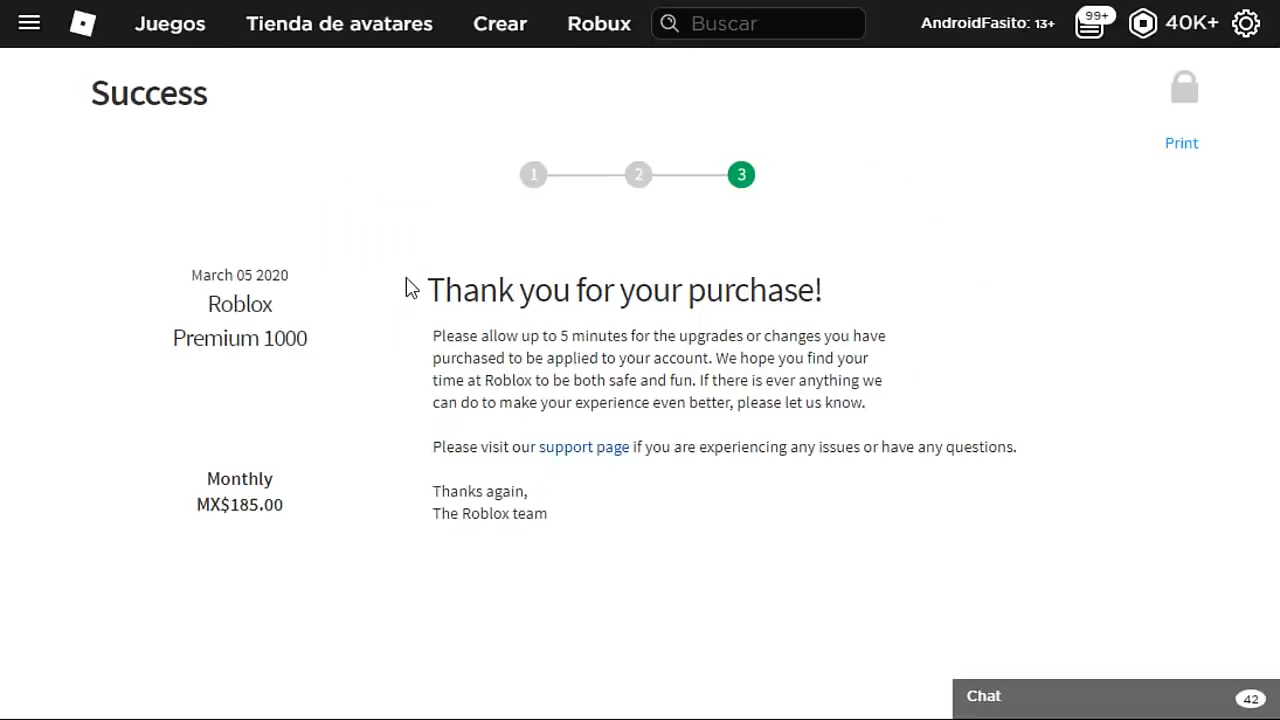 Juegos Tienda de avatares Crear Robux Buscar AndroidFasito: 13+ 99+ 40K+
Success
Print
1 2 3
March 05 2020
Roblox
Premium 1000
Monthly
MX$185.00
Thank you for your purchase!
Please allow up to 5 minutes for the upgrades or changes you have
purchased to be applied to your account. We hope you find your
time at Roblox to be both safe and fun. If there is ever anything we
can do to make your experience even better, please let us know.
Please visit our support page if you are experiencing any issues or have any questions.
Thanks again,
The Roblox team
Chat 42